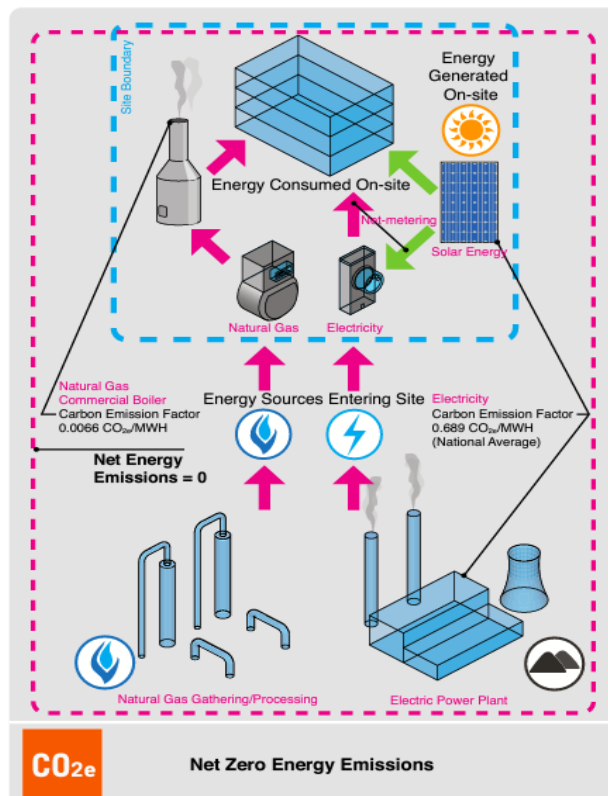 Site Boundary
Energy
Generated
On-site
Energy Consumed On-site
Net-metering
Solar Energy
Natural Gas
Electricity
Natural Gas
Commercial Boiler
Carbon Emission Factor
0.0066 CO2e/MWH
Energy Sources Entering Site
Electricity
Carbon Emission Factor
0.689 CO2e/MWH
(National Average)
Net Energy
Emissions = 0
Natural Gas Gathering/Processing
Electric Power Plant
CO2e
Net Zero Energy Emissions